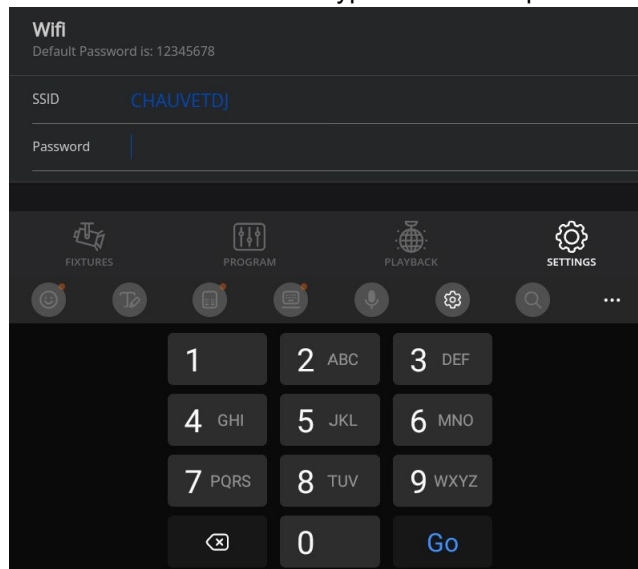 Wifi
Default Password is: 12345678
SSID CHAUVETDJ
Password
FIXTURES PROGRAM PLAYBACK SETTINGS
1 2 ABC 3 DEF
4 GHI 5 JKL 6 MNO
7 PQRS 8 TUV 9 WXYZ
0 Go